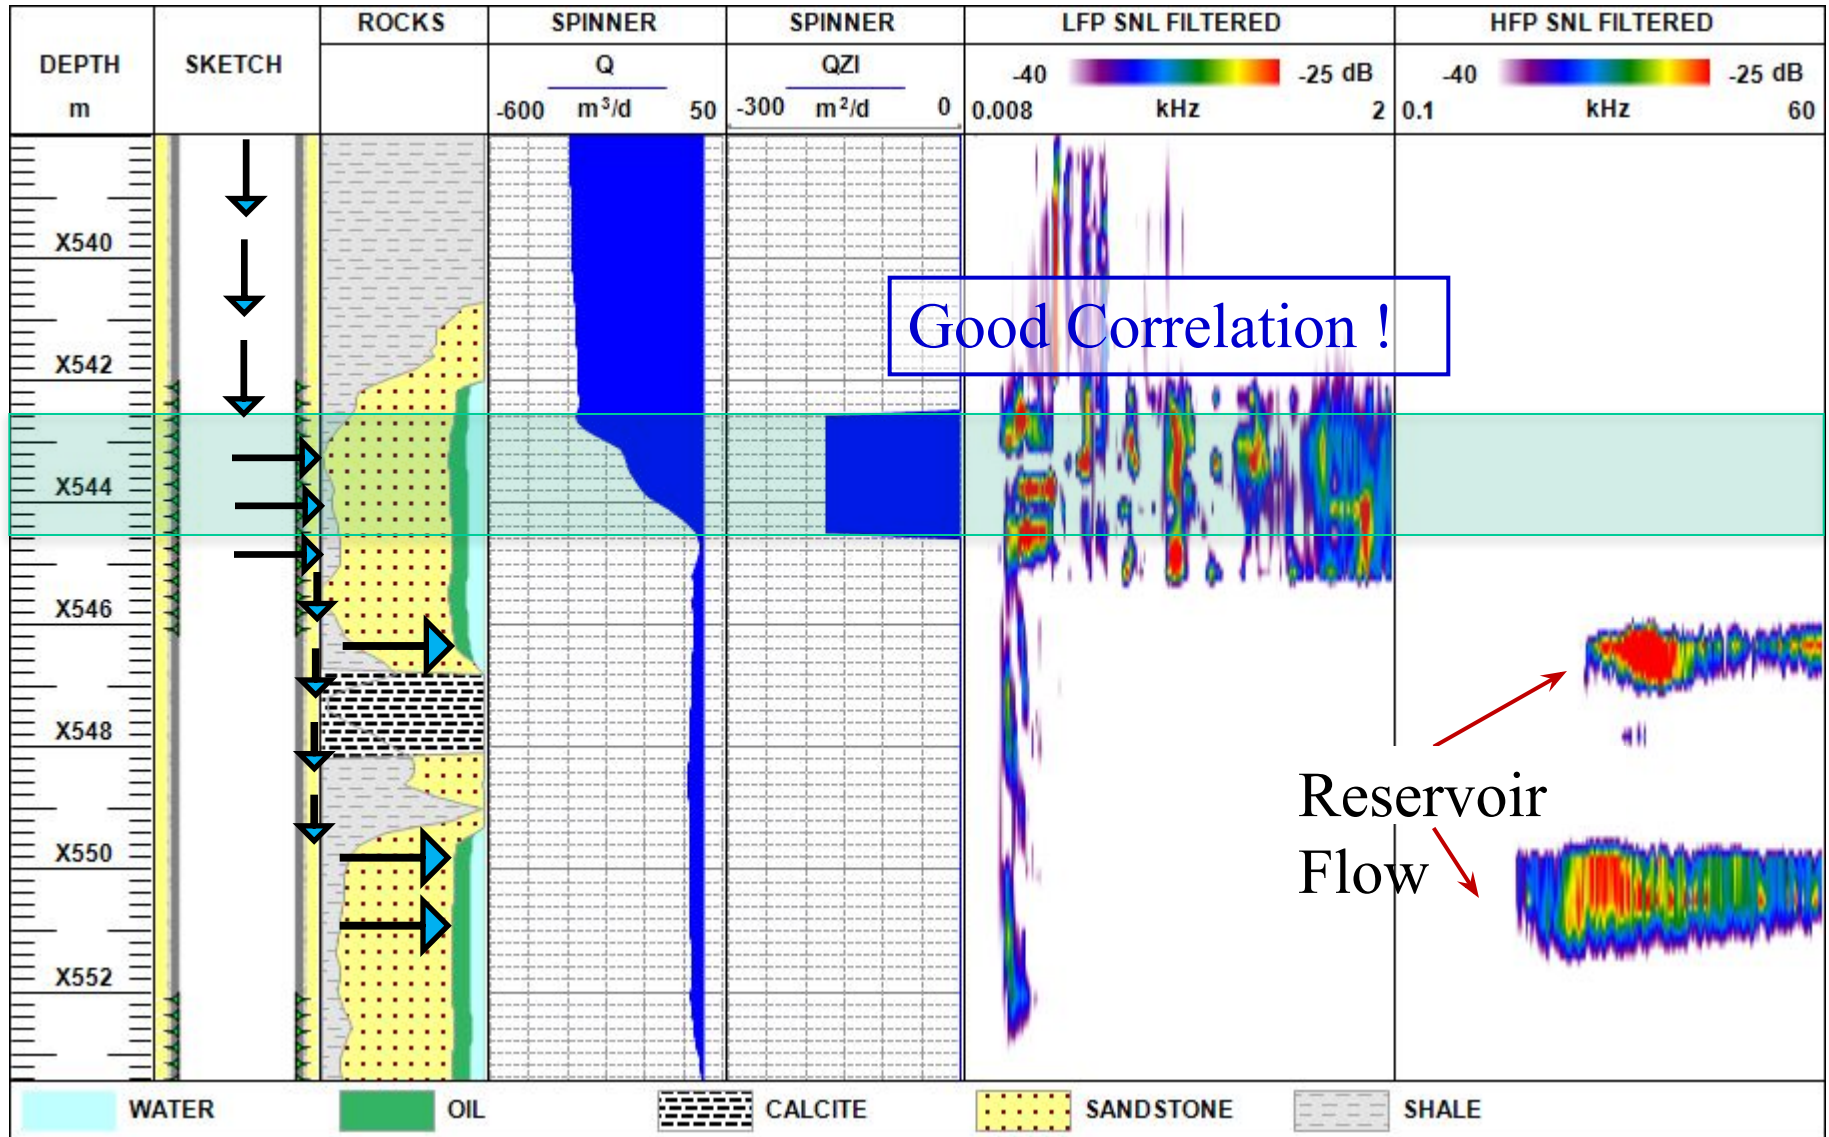 DEPTH
m
SKETCH
ROCKS
SPINNER
Q
-600 m³/d 50
SPINNER
QZI
-300 m²/d 0
LFP SNL FILTERED
-40 -25 dB
0.008 kHz 2
HFP SNL FILTERED
-40 -25 dB
0.1 kHz 60
X540
X542
X544
X546
X548
X550
X552
Good Correlation !
Reservoir
Flow
WATER
OIL
CALCITE
SANDSTONE
SHALE